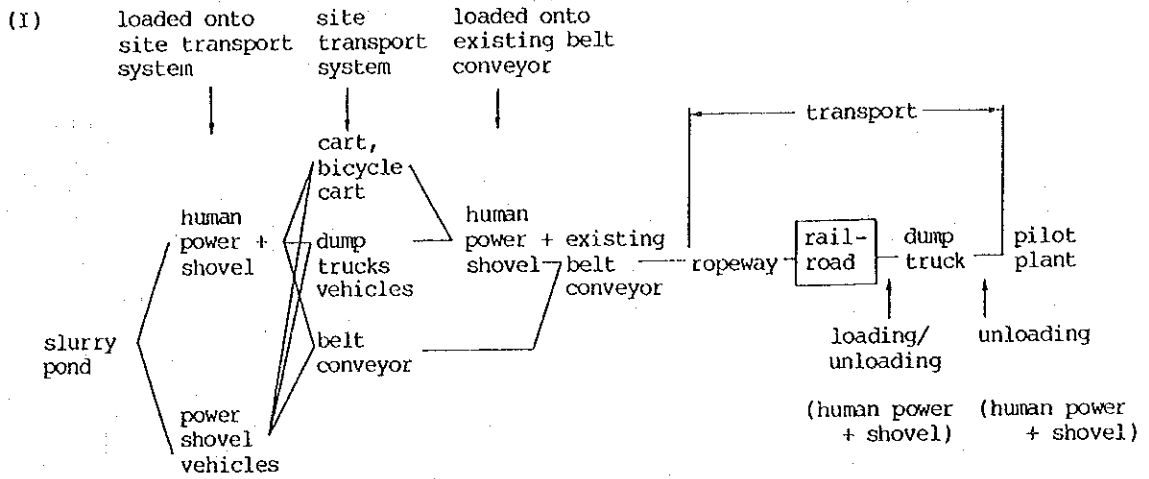 (I)
loaded onto
site transport
system
site
transport
system
loaded onto
existing belt
conveyor
transport
cart,
bicycle
cart
human
power +
shovel
dump
trucks
vehicles
human
power + existing
shovel belt
conveyor
ropeway
rail-
road
dump
truck
pilot
plant
slurry
pond
belt
conveyor
loading/
unloading
unloading
(human power
+ shovel)
(human power
+ shovel)
power
shovel
vehicles